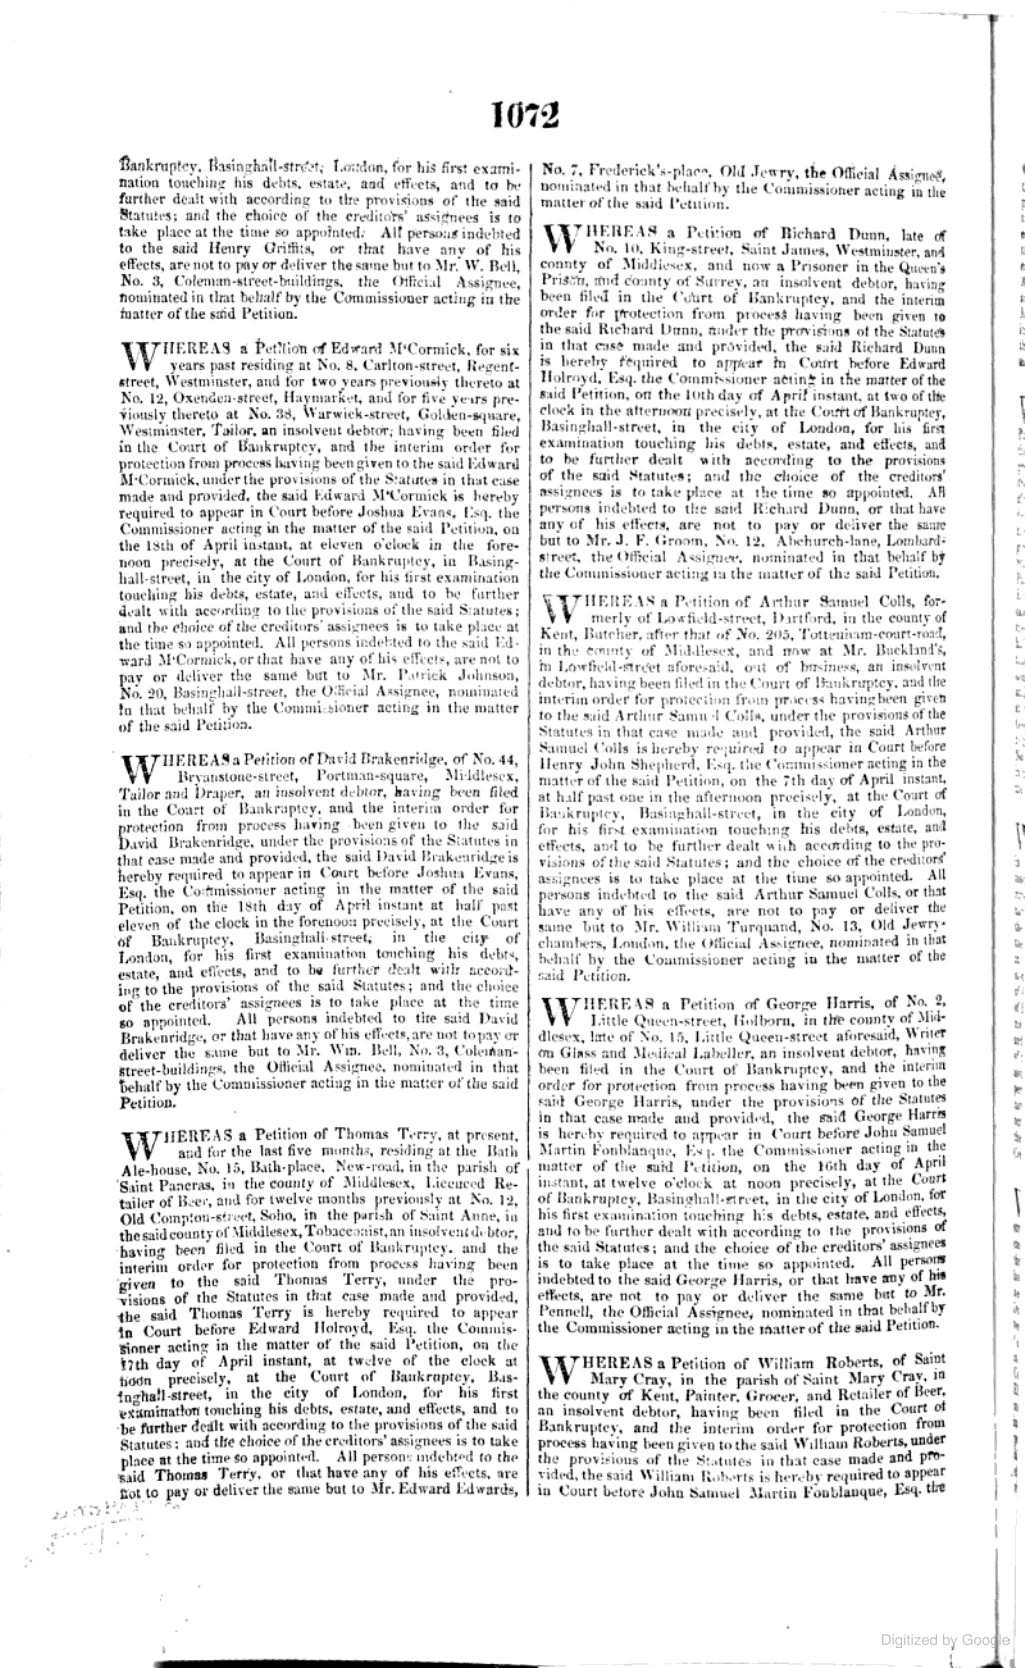 1072
Bankruptcy, Basinghall-street, London, for his first exami-
nation touching his debts, estate, and effects, and to be
further dealt with according to the provisions of the said
Statutes; and the choice of the creditors' assignees is to
take place at the time so appointed. All persons indebted
to the said Henry Griffits, or that have any of his
effects, are not to pay or deliver the same but to Mr. W. Bell,
No. 3, Coleman-street-buildings, the Official Assignee,
nominated in that behalf by the Commissioner acting in the
matter of the said Petition.
WHEREAS a Petition of Edward M'Cormick, for six
years past residing at No. 8, Carlton-street, Regent-
street, Westminster, and for two years previously thereto at
No. 12, Oxenden-street, Haymarket, and for five years pre-
viously thereto at No. 38, Warwick-street, Golden-square,
Westminster, Tailor, an insolvent debtor; having been filed
in the Court of Bankruptcy, and the interim order for
protection from process having been given to the said Edward
M'Cormick, under the provisions of the Statutes in that case
made and provided, the said Edward M'Cormick is hereby
required to appear in Court before Joshua Evans, Esq. the
Commissioner acting in the matter of the said Petition, on
the 18th of April instant, at eleven o'clock in the fore-
noon precisely, at the Court of Bankruptcy, in Basing-
hall-street, in the city of London, for his first examination
touching his debts, estate, and effects, and to be further
dealt with according to the provisions of the said Statutes;
and the choice of the creditors' assignees is to take place at
the time so appointed. All persons indebted to the said Ed-
ward M'Cormick, or that have any of his effects, are not to
pay or deliver the same but to Mr. Patrick Johnson,
No. 20, Basinghall-street, the Official Assignee, nominated
in that behalf by the Commissioner acting in the matter
of the said Petition.
WHEREAS a Petition of David Brakenridge, of No. 44,
Bryanstone-street, Portman-square, Middlesex,
Tailor and Draper, an insolvent debtor, having been filed
in the Court of Bankruptcy, and the interim order for
protection from process having been given to the said
David Brakenridge, under the provisions of the Statutes in
that case made and provided, the said David Brakenridge is
hereby required to appear in Court before Joshua Evans,
Esq. the Commissioner acting in the matter of the said
Petition, on the 18th day of April instant at half past
eleven of the clock in the forenoon precisely, at the Court
of Bankruptcy, Basinghall-street, in the city of
London, for his first examination touching his debts,
estate, and effects, and to be further dealt with accord-
ing to the provisions of the said Statutes; and the choice
of the creditors' assignees is to take place at the time
so appointed. All persons indebted to the said David
Brakenridge, or that have any of his effects, are not to pay or
deliver the same but to Mr. Wm. Bell, No. 3, Coleman-
street-buildings, the Official Assignee, nominated in that
behalf by the Commissioner acting in the matter of the said
Petition.
WHEREAS a Petition of Thomas Terry, at present,
and for the last five months, residing at the Bath
Ale-house, No. 15, Bath-place, New-road, in the parish of
Saint Pancras, in the county of Middlesex, Licenced Re-
tailer of Beer, and for twelve months previously at No. 12,
Old Compton-street, Soho, in the parish of Saint Anne, in
the said county of Middlesex, Tobacconist, an insolvent debtor,
having been filed in the Court of Bankruptcy, and the
interim order for protection from process having been
given to the said Thomas Terry, under the pro-
visions of the Statutes in that case made and provided,
the said Thomas Terry is hereby required to appear
in Court before Edward Holroyd, Esq. the Commis-
sioner acting in the matter of the said Petition, on the
17th day of April instant, at twelve of the clock at
noon precisely, at the Court of Bankruptcy, Bas-
inghall-street, in the city of London, for his first
examination touching his debts, estate, and effects, and to
be further dealt with according to the provisions of the said
Statutes; and the choice of the creditors' assignees is to take
place at the time so appointed. All persons indebted to the
said Thomas Terry, or that have any of his effects, are
not to pay or deliver the same but to Mr. Edward Edwards,
No. 7, Frederick's-place, Old Jewry, the Official Assignee,
nominated in that behalf by the Commissioner acting in the
matter of the said Petition.
WHEREAS a Petition of Richard Dunn, late of
No. 10, King-street, Saint James, Westminster, and
county of Middlesex, and now a Prisoner in the Queen's
Prison, and county of Surrey, an insolvent debtor, having
been filed in the Court of Bankruptcy, and the interim
order for protection from process having been given to
the said Richard Dunn, under the provisions of the Statutes
in that case made and provided, the said Richard Dunn
is hereby required to appear in Court before Edward
Holroyd, Esq. the Commissioner acting in the matter of the
said Petition, on the 10th day of April instant, at two of the
clock in the afternoon precisely, at the Court of Bankruptcy,
Basinghall-street, in the city of London, for his first
examination touching his debts, estate, and effects, and
to be further dealt with according to the provisions
of the said Statutes; and the choice of the creditors'
assignees is to take place at the time so appointed. All
persons indebted to the said Richard Dunn, or that have
any of his effects, are not to pay or deliver the same
but to Mr. J. F. Groom, No. 12, Abchurch-lane, Lombard-
street, the Official Assignee, nominated in that behalf by
the Commissioner acting in the matter of the said Petition.
WHEREAS a Petition of Arthur Samuel Colls, for-
merly of Lowfield-street, Dartford, in the county of
Kent, Butcher, after that of No. 205, Tottenham-court-road,
in the county of Middlesex, and now at Mr. Buckland's,
in Lowfield-street aforesaid, out of business, an insolvent
debtor, having been filed in the Court of Bankruptcy, and the
interim order for protection from process having been given
to the said Arthur Samuel Colls, under the provisions of the
Statutes in that case made and provided, the said Arthur
Samuel Colls is hereby required to appear in Court before
Henry John Shepherd, Esq. the Commissioner acting in the
matter of the said Petition, on the 7th day of April instant,
at half past one in the afternoon precisely, at the Court of
Bankruptcy, Basinghall-street, in the city of London,
for his first examination touching his debts, estate, and
effects, and to be further dealt with according to the pro-
visions of the said Statutes; and the choice of the creditors'
assignees is to take place at the time so appointed. All
persons indebted to the said Arthur Samuel Colls, or that
have any of his effects, are not to pay or deliver the
same but to Mr. William Turquand, No. 13, Old Jewry-
chambers, London, the Official Assignee, nominated in that
behalf by the Commissioner acting in the matter of the
said Petition.
WHEREAS a Petition of George Harris, of No. 2,
Little Queen-street, Holborn, in the county of Mid-
dlesex, late of No. 15, Little Queen-street aforesaid, Writer
on Glass and Medical Labeller, an insolvent debtor, having
been filed in the Court of Bankruptcy, and the interim
order for protection from process having been given to the
said George Harris, under the provisions of the Statutes
in that case made and provided, the said George Harris
is hereby required to appear in Court before John Samuel
Martin Fonblanque, Esq. the Commissioner acting in the
matter of the said Petition, on the 16th day of April
instant, at twelve o'clock at noon precisely, at the Court
of Bankruptcy, Basinghall-street, in the city of London, for
his first examination touching his debts, estate, and effects,
and to be further dealt with according to the provisions of
the said Statutes; and the choice of the creditors' assignees
is to take place at the time so appointed. All persons
indebted to the said George Harris, or that have any of his
effects, are not to pay or deliver the same but to Mr.
Pennell, the Official Assignee, nominated in that behalf by
the Commissioner acting in the matter of the said Petition.
WHEREAS a Petition of William Roberts, of Saint
Mary Cray, in the parish of Saint Mary Cray, in
the county of Kent, Painter, Grocer, and Retailer of Beer,
an insolvent debtor, having been filed in the Court of
Bankruptcy, and the interim order for protection from
process having been given to the said William Roberts, under
the provisions of the Statutes in that case made and pro-
vided, the said William Roberts is hereby required to appear
in Court before John Samuel Martin Fonblanque, Esq. the
Digitized by Google